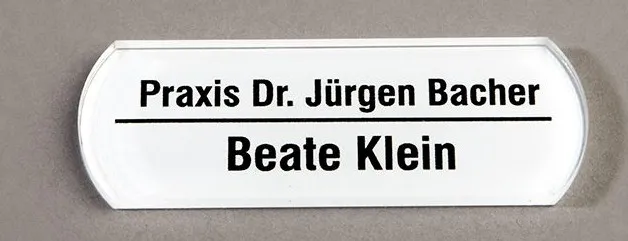 Praxis Dr. Jürgen Bacher
Beate Klein